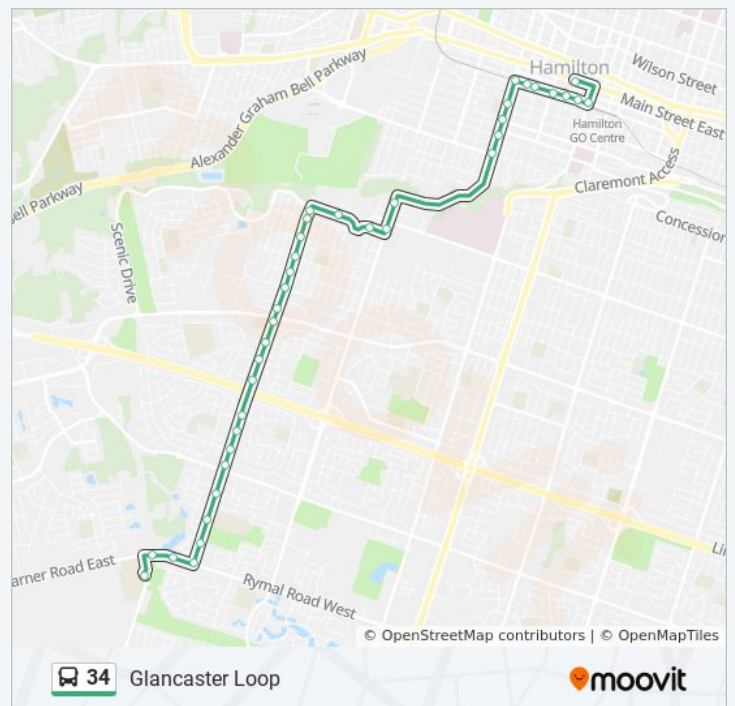 Wilson Street
Hamilton
Alexander Graham Bell Parkway
Main Street East
Hamilton
GO Centre
Claremont Access
ell Parkway
Scenic Drive
Concession
arner Road East
Lin
Rymal Road West
© OpenStreetMap contributors | © OpenMapTiles
34 Glancaster Loop
moovit